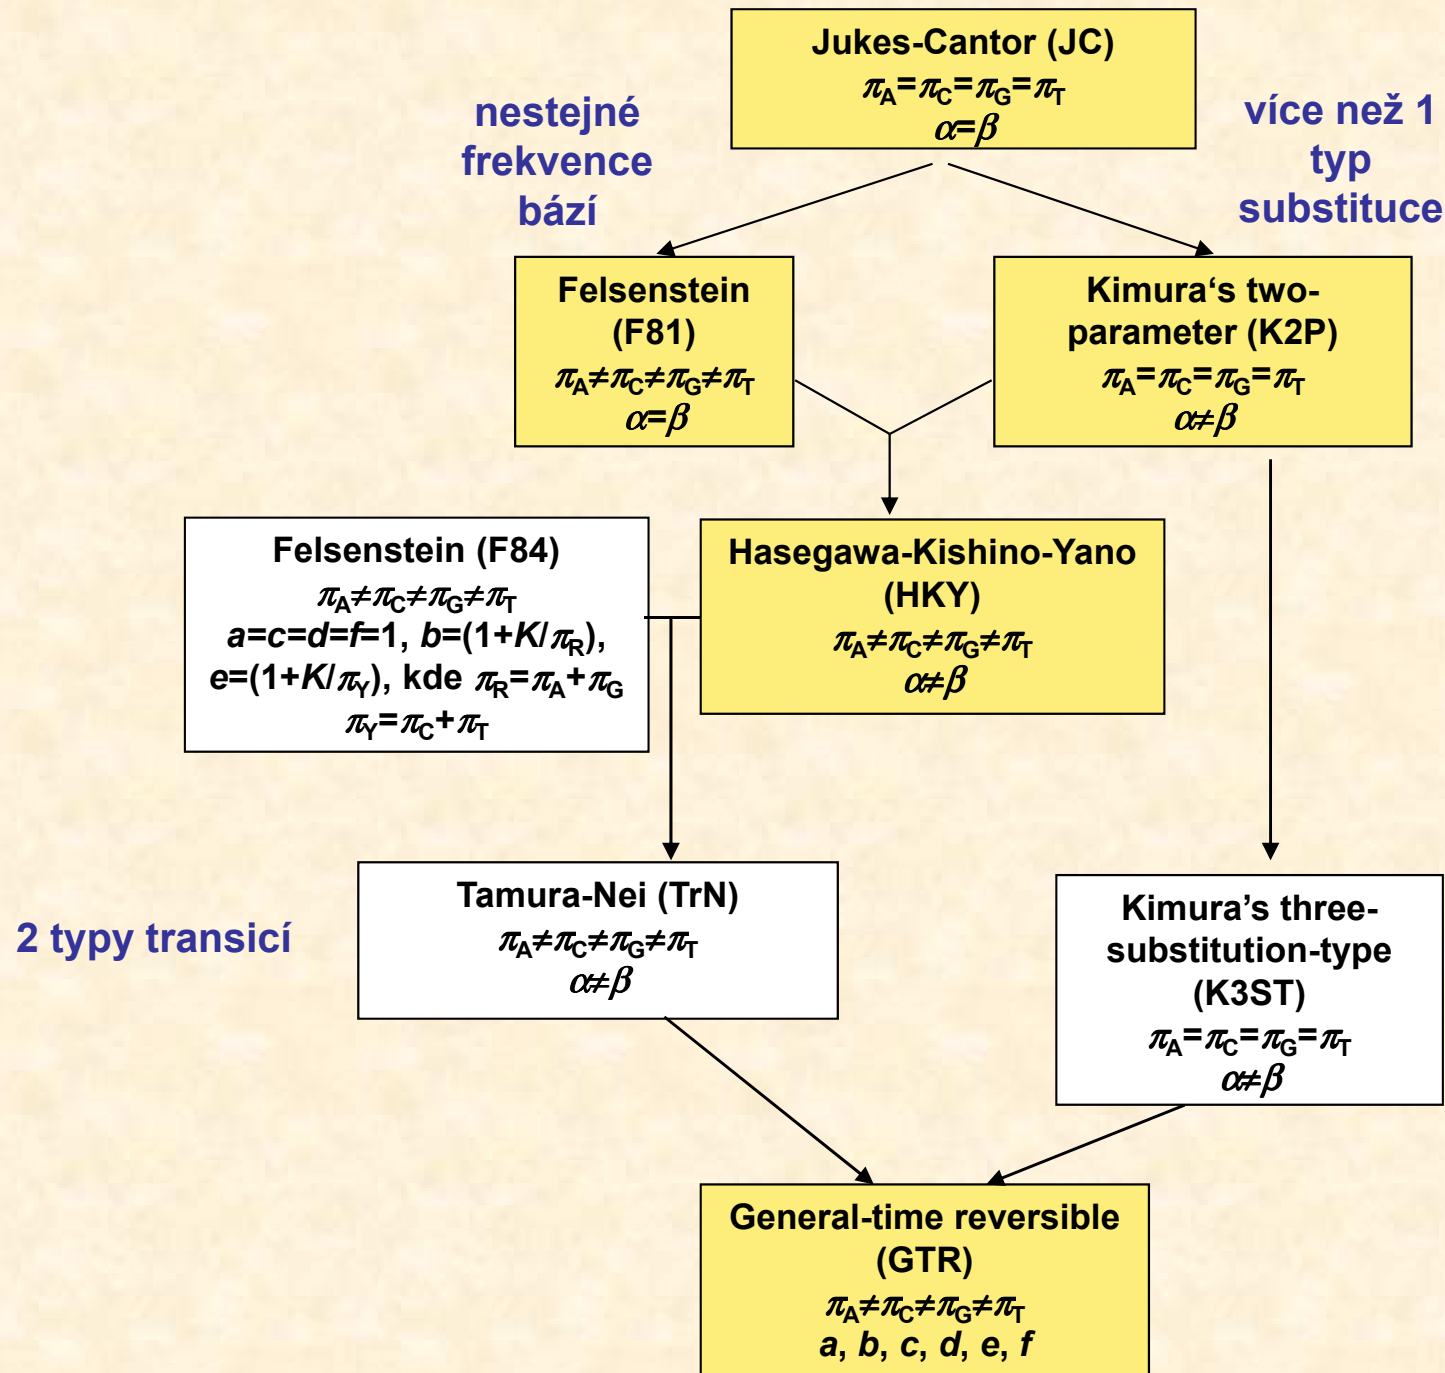 Jukes-Cantor (JC)
πA=πC=πG=πT
α=β
nestejné
frekvence
bází
více než 1
typ
substituce
Felsenstein
(F81)
πA≠πC≠πG≠πT
α=β
Kimura‘s two-
parameter (K2P)
πA=πC=πG=πT
α≠β
Felsenstein (F84)
πA≠πC≠πG≠πT
a=c=d=f=1, b=(1+K/πR),
e=(1+K/πY), kde πR=πA+πG
πY=πC+πT
Hasegawa-Kishino-Yano
(HKY)
πA≠πC≠πG≠πT
α≠β
2 typy transicí
Tamura-Nei (TrN)
πA≠πC≠πG≠πT
α≠β
Kimura’s three-
substitution-type
(K3ST)
πA=πC=πG=πT
α≠β
General-time reversible
(GTR)
πA≠πC≠πG≠πT
a, b, c, d, e, f